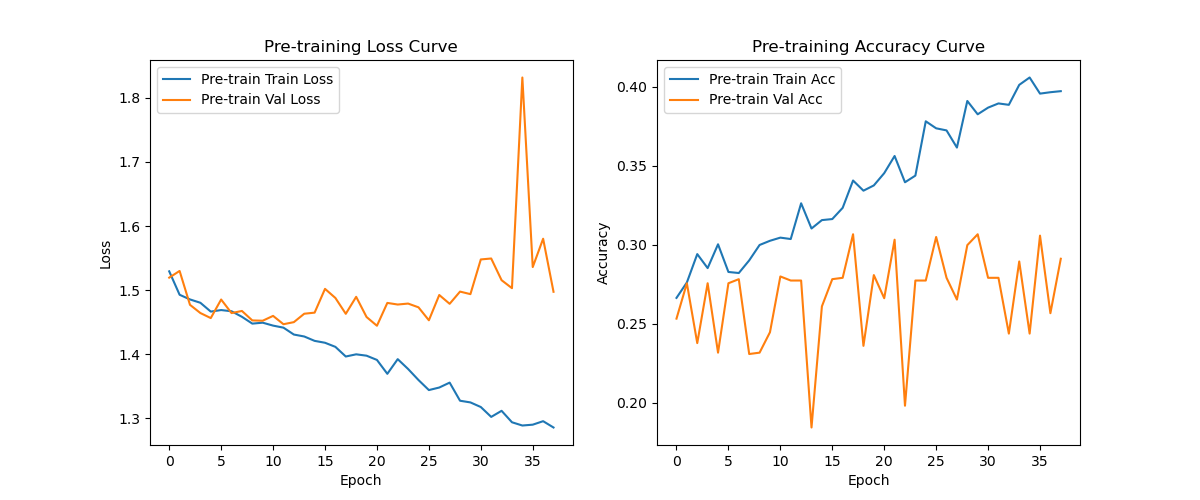 Pre-training Loss Curve
Pre-train Train Loss
Pre-train Val Loss
Loss
1.8
1.7
1.6
1.5
1.4
1.3
0 5 10 15 20 25 30 35
Epoch
Pre-training Accuracy Curve
Pre-train Train Acc
Pre-train Val Acc
Accuracy
0.40
0.35
0.30
0.25
0.20
0 5 10 15 20 25 30 35
Epoch